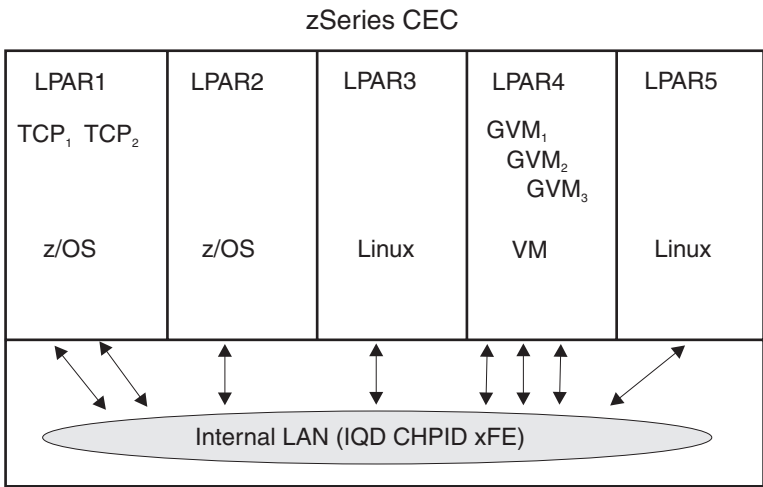 zSeries CEC
LPAR1 LPAR2 LPAR3 LPAR4 LPAR5
TCP₁ TCP₂
GVM₁
GVM₂
GVM₃
z/OS z/OS Linux VM Linux
Internal LAN (IQD CHPID xFE)